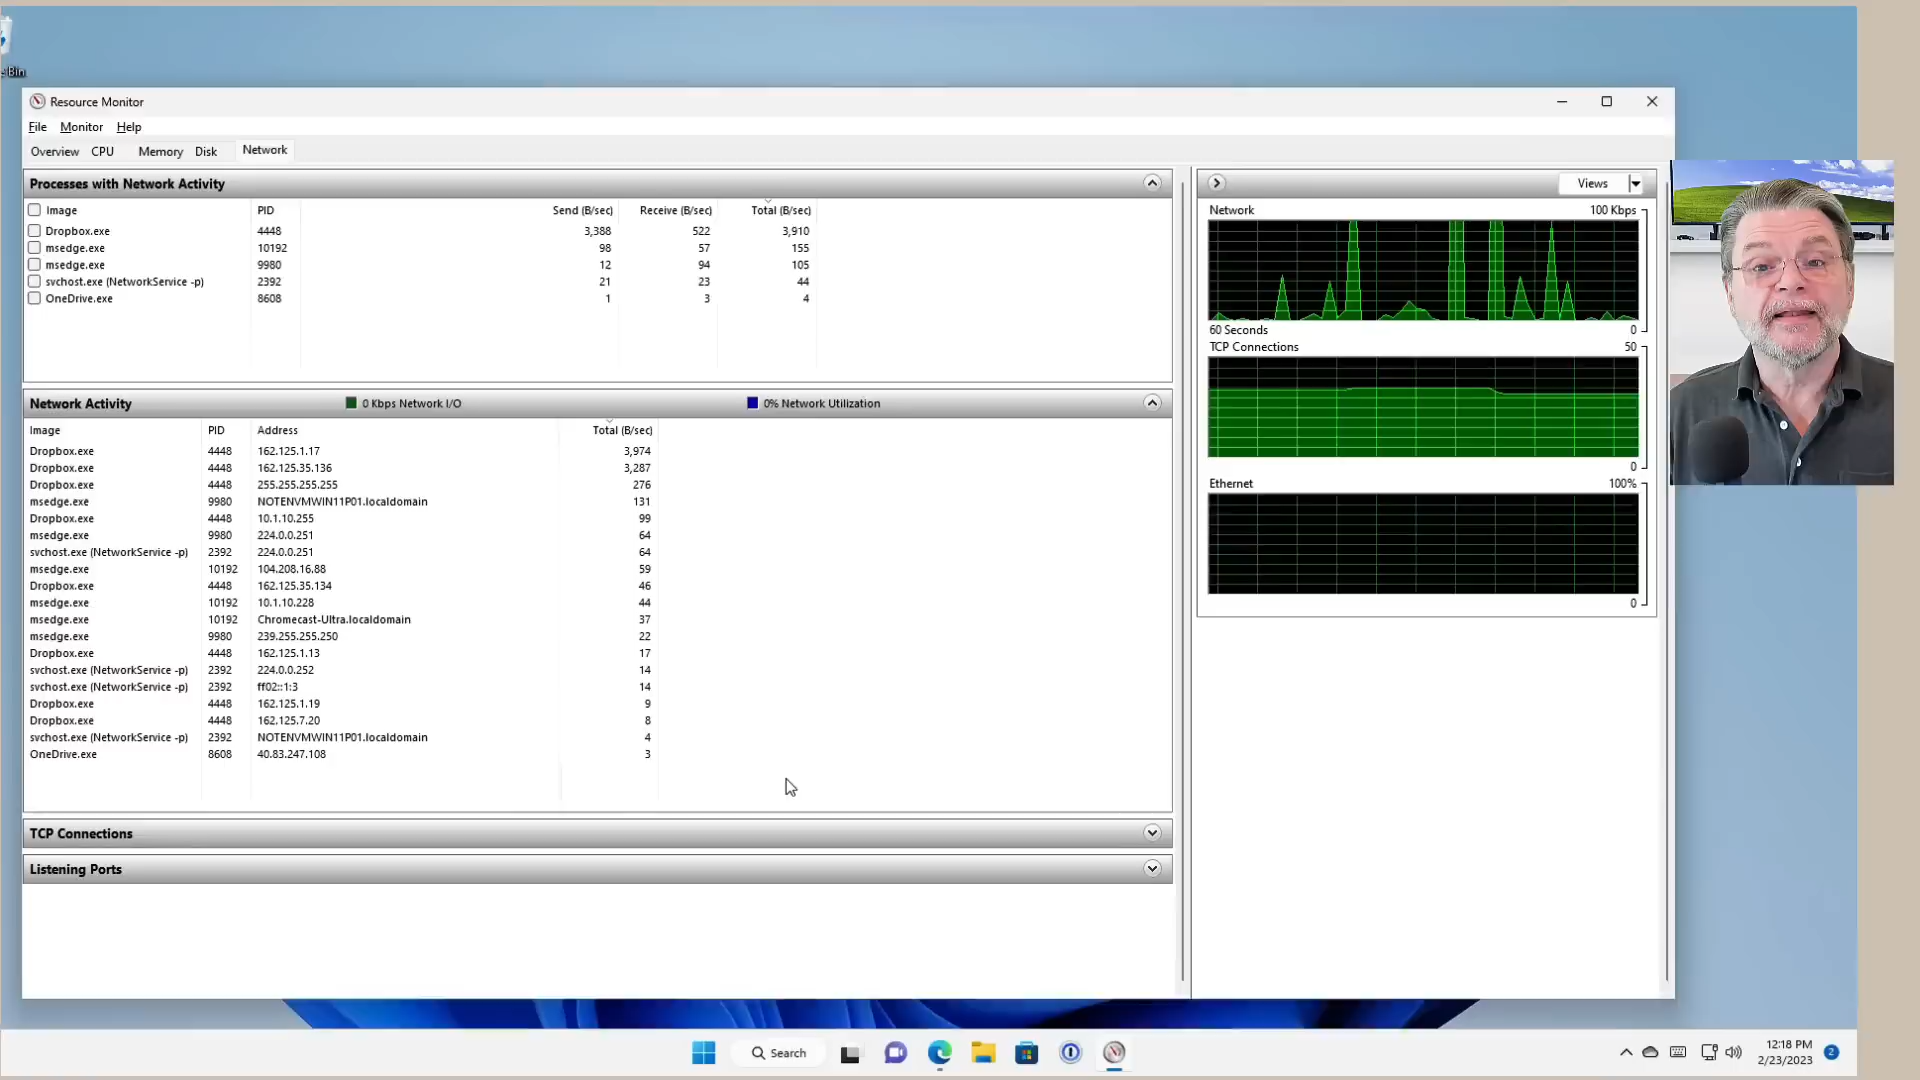 Bin
Resource Monitor
File Monitor Help
Overview CPU Memory Disk Network
Processes with Network Activity
Image PID Send (B/sec) Receive (B/sec) Total (B/sec)
Dropbox.exe 4448 3,388 522 3,910
msedge.exe 10192 98 57 155
msedge.exe 9980 12 94 105
svchost.exe (NetworkService -p) 2392 21 23 44
OneDrive.exe 8608 1 3 4
Network Activity 0 Kbps Network I/O 0% Network Utilization
Image PID Address Total (B/sec)
Dropbox.exe 4448 162.125.1.17 3,974
Dropbox.exe 4448 162.125.35.136 3,287
Dropbox.exe 4448 255.255.255.255 276
msedge.exe 9980 NOTENVMWIN11P01.localdomain 131
Dropbox.exe 4448 10.1.10.255 99
msedge.exe 9980 224.0.0.251 64
svchost.exe (NetworkService -p) 2392 224.0.0.251 64
msedge.exe 10192 104.208.16.88 59
Dropbox.exe 4448 162.125.35.134 46
msedge.exe 10192 10.1.10.228 44
msedge.exe 10192 Chromecast-Ultra.localdomain 37
msedge.exe 9980 239.255.255.250 22
Dropbox.exe 4448 162.125.1.13 17
svchost.exe (NetworkService -p) 2392 224.0.0.252 14
svchost.exe (NetworkService -p) 2392 ff02::1:3 14
Dropbox.exe 4448 162.125.1.19 9
Dropbox.exe 4448 162.125.7.20 8
svchost.exe (NetworkService -p) 2392 NOTENVMWIN11P01.localdomain 4
OneDrive.exe 8608 40.83.247.108 3
TCP Connections
Listening Ports
Views
Network 100 Kbps
60 Seconds 0
TCP Connections 50
0
Ethernet 100%
0
Search
12:18 PM
2/23/2023 2